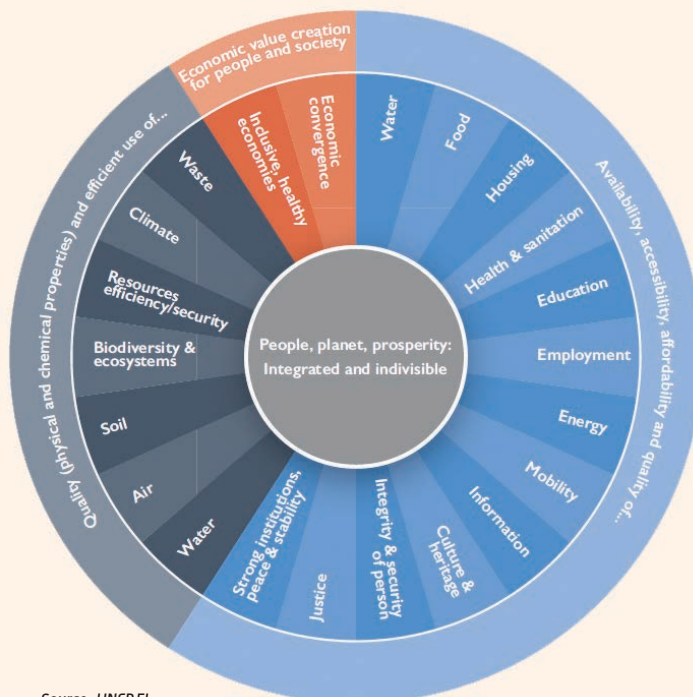 Economic value creation
for people and society
Availability, accessibility, affordability and quality of...
Quality (physical and chemical properties) and efficient use of...
Water
Food
Housing
Health & sanitation
Education
Employment
Energy
Mobility
Information
Culture &
heritage
Integrity & security
of person
Justice
Strong institutions,
peace & stability
Water
Air
Soil
Biodiversity &
ecosystems
Resources
efficiency/security
Climate
Waste
Inclusive, healthy
economies
Economic
convergence
People, planet, prosperity:
Integrated and indivisible